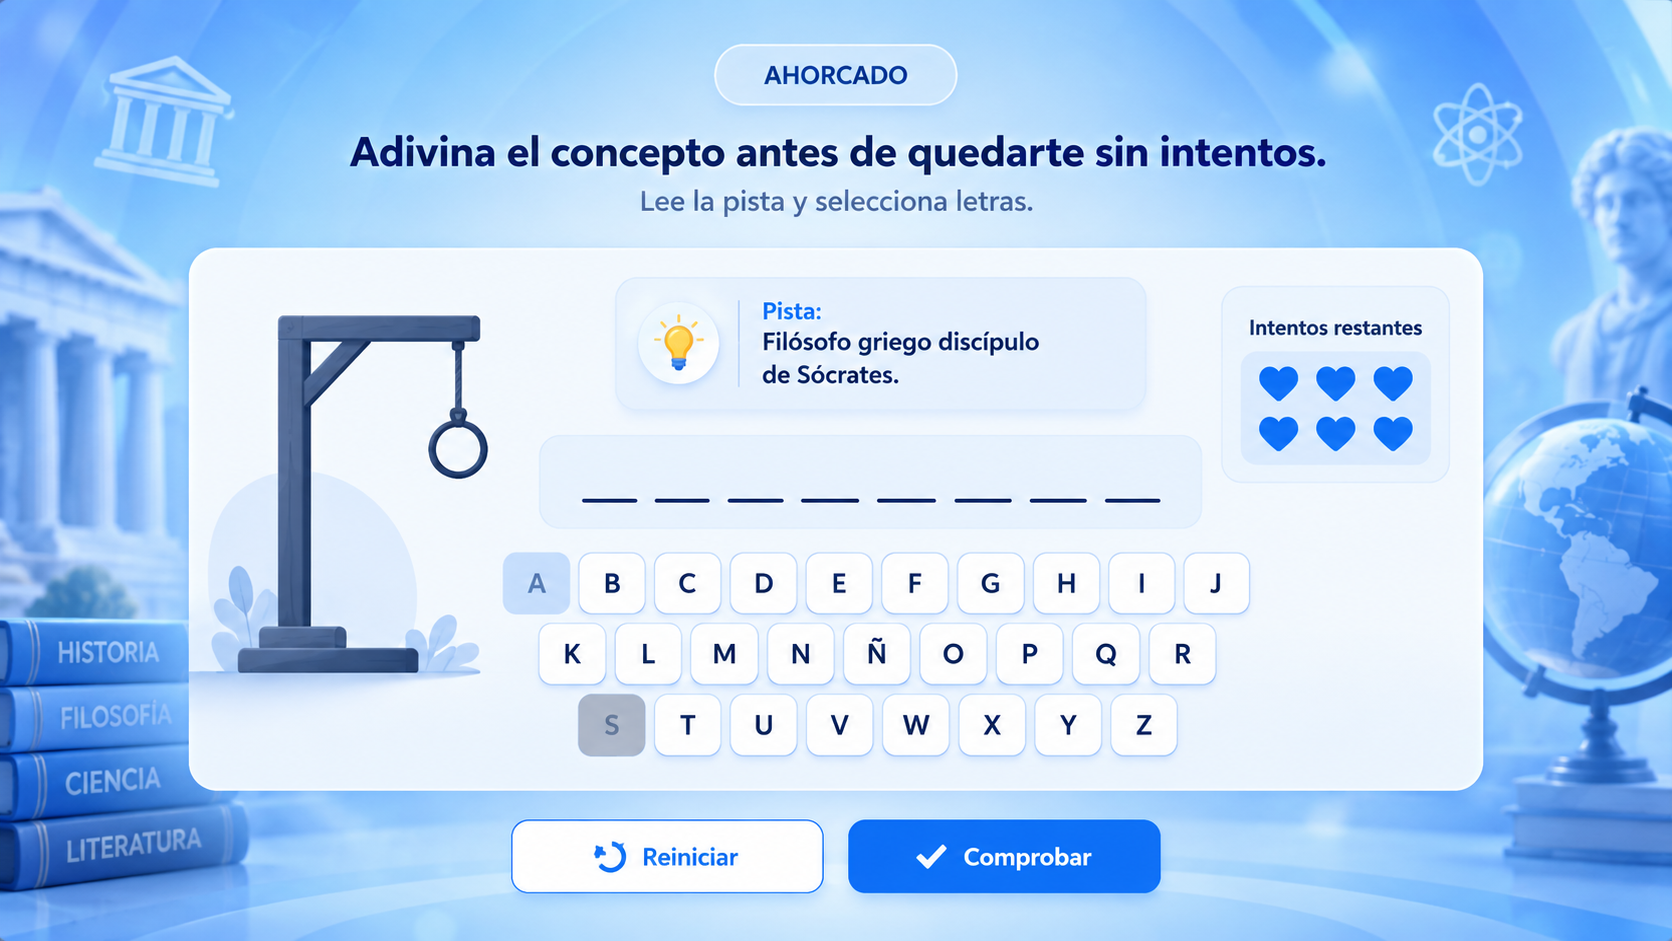 AHORCADO
Adivina el concepto antes de quedarte sin intentos.
Lee la pista y selecciona letras.
Pista:
Filósofo griego discípulo
de Sócrates.
Intentos restantes
A B C D E F G H I J
K L M N Ñ O P Q R
S T U V W X Y Z
HISTORIA
FILOSOFÍA
CIENCIA
LITERATURA
Reiniciar
Comprobar